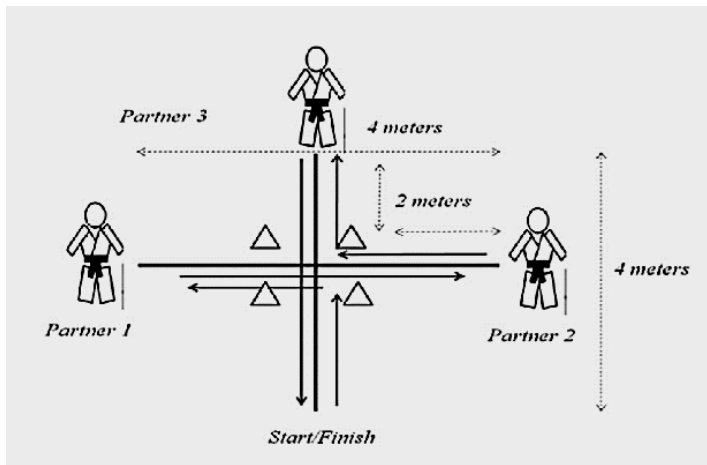 Partner 3
4 meters
2 meters
4 meters
Partner 1
Partner 2
Start/Finish